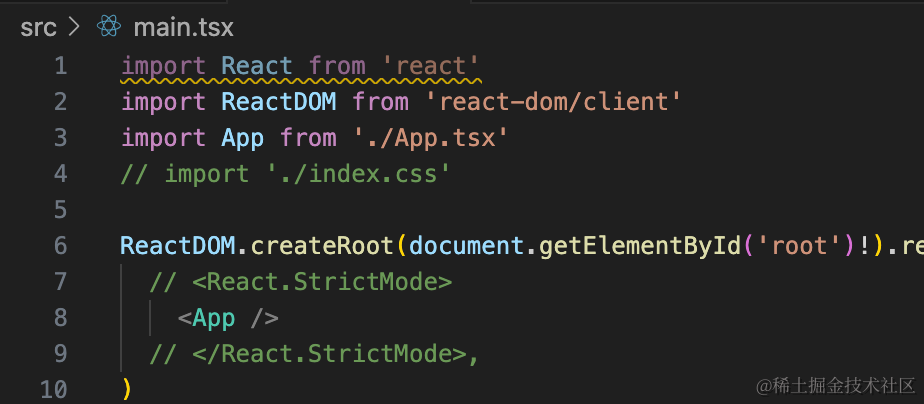 src > main.tsx
1 import React from 'react'
2 import ReactDOM from 'react-dom/client'
3 import App from './App.tsx'
4 // import './index.css'
5
6 ReactDOM.createRoot(document.getElementById('root')!).re
7 // <React.StrictMode>
8 <App />
9 // </React.StrictMode>,
10 )
@稀土掘金技术社区